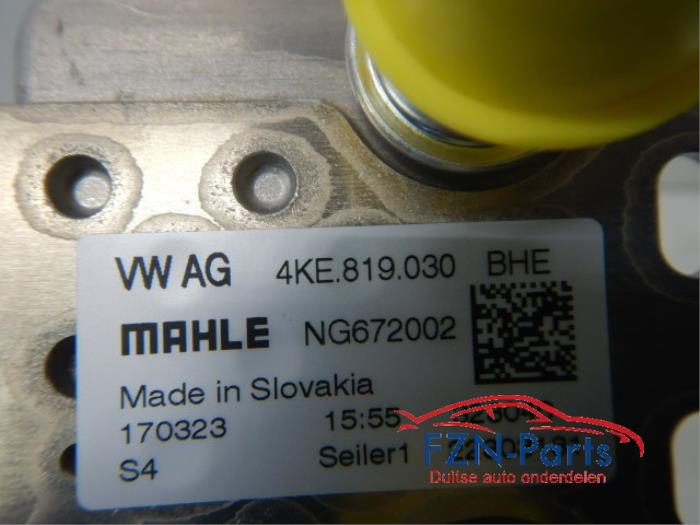 VW AG 4KE.819.030 BHE
MAHLE NG672002
Made in Slovakia
170323 15:55
S4 Seiler1
FZN-Parts
Duitse auto onderdelen